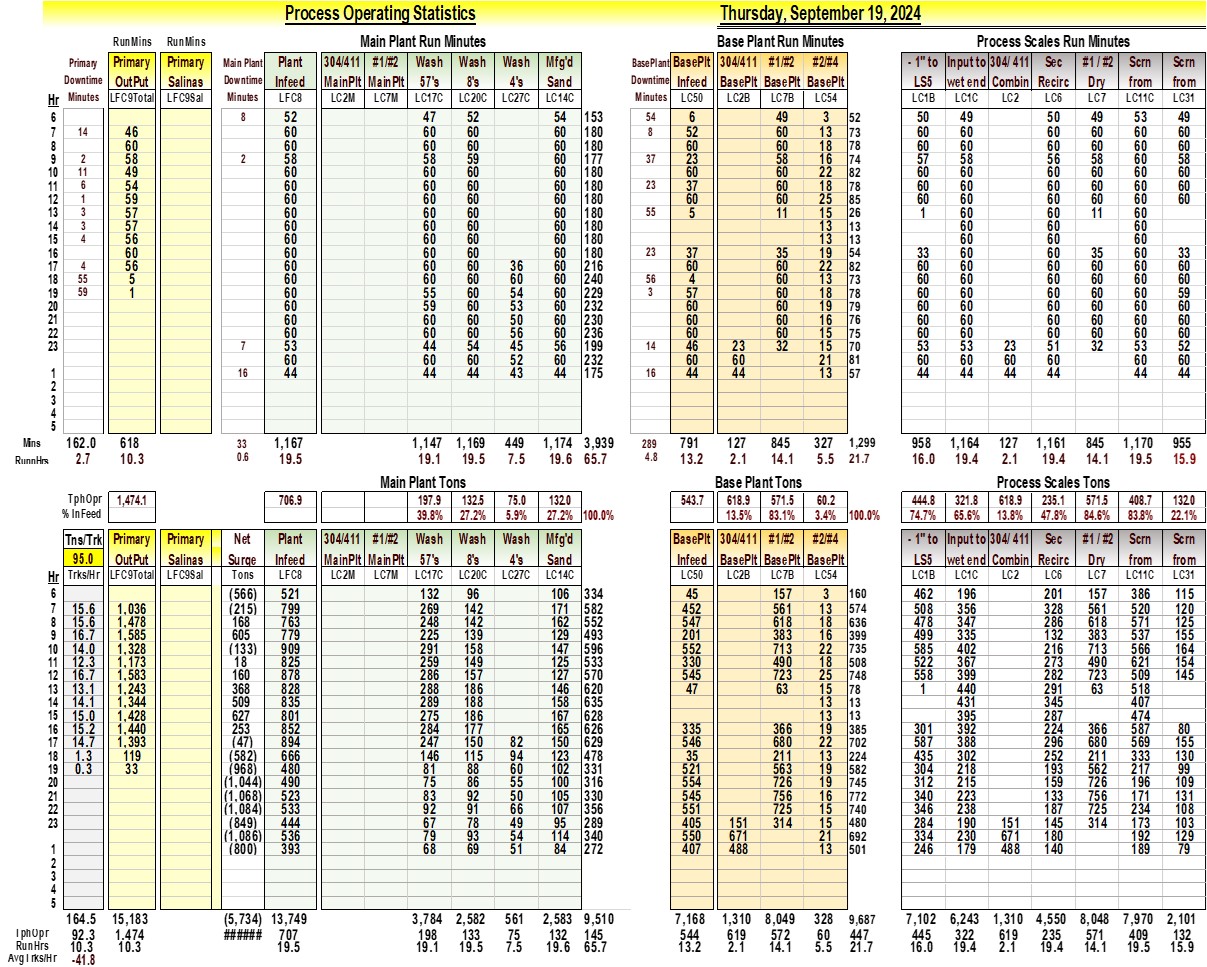 Process Operating Statistics Thursday, September 19, 2024
RunMins RunMins Main Plant Run Minutes Base Plant Run Minutes Process Scales Run Minutes
Primary Primary Primary Main Plant Plant 304/411 #1/#2 Wash Wash Wash Mfg'd BasePlant BasePlt 304/411 #1/#2 #2/#4 - 1" to Input to 304/ 411 Sec #1 / #2 Scrn Scrn
Downtime OutPut Salinas Downtime Infeed MainPlt MainPlt 57's 8's 4's Sand Downtime Infeed BasePlt BasePlt BasePlt LS5 wet end Combin Recirc Dry from from
Hr Minutes LFC9Total LFC9Sal Minutes LFC8 LC2M LC7M LC17C LC20C LC27C LC14C Minutes LC50 LC2B LC7B LC54 LC1B LC1C LC2 LC6 LC7 LC11C LC31
6 8 52 47 52 54 153 54 6 49 3 52 50 49 50 49 53 49
7 14 46 60 60 60 60 180 8 52 60 13 73 60 60 60 60 60 60
8 60 60 60 60 60 180 60 60 18 78 60 60 60 60 60 60
9 2 58 2 58 58 59 60 177 37 23 58 16 74 57 58 56 58 60 58
10 11 49 60 60 60 60 180 60 60 22 82 60 60 60 60 60 60
11 6 54 60 60 60 60 180 23 37 60 18 78 60 60 60 60 60 60
12 1 59 60 60 60 60 180 60 60 25 85 60 60 60 60 60 60
13 3 57 60 60 60 60 180 55 5 11 15 26 1 60 60 11 60
14 3 57 60 60 60 60 180 13 13 60 60 60
15 4 56 60 60 60 60 180 13 13 60 60 60
16 60 60 60 60 60 180 23 37 35 19 54 33 60 60 35 60 33
17 4 56 60 60 60 36 60 216 60 60 22 82 60 60 60 60 60 60
18 55 5 60 60 60 60 60 240 56 4 60 13 73 60 60 60 60 60 60
19 59 1 60 55 60 54 60 229 3 57 60 18 78 60 60 60 60 60 59
20 60 59 60 53 60 232 60 60 19 79 60 60 60 60 60 60
21 60 60 60 50 60 230 60 60 16 76 60 60 60 60 60 60
22 60 60 60 56 60 236 60 60 15 75 60 60 60 60 60 60
23 7 53 44 54 45 56 199 14 46 23 32 15 70 53 53 23 51 32 53 52
60 60 60 52 60 232 60 60 21 81 60 60 60 60 60 60
1 16 44 44 44 43 44 175 16 44 44 13 57 44 44 44 44 44 44
2
3
4
5
Mins 162.0 618 33 1,167 1,147 1,169 449 1,174 3,939 289 791 127 845 327 1,299 958 1,164 127 1,161 845 1,170 955
RunnHrs 2.7 10.3 0.6 19.5 19.1 19.5 7.5 19.6 65.7 4.8 13.2 2.1 14.1 5.5 21.7 16.0 19.4 2.1 19.4 14.1 19.5 15.9
Main Plant Tons Base Plant Tons Process Scales Tons
TphOpr 1,474.1 706.9 197.9 132.5 75.0 132.0 543.7 618.9 571.5 60.2 444.8 321.8 618.9 235.1 571.5 408.7 132.0
% InFeed 39.8% 27.2% 5.9% 27.2% 100.0% 13.5% 83.1% 3.4% 100.0% 74.7% 65.6% 13.8% 47.8% 84.6% 83.8% 22.1%
Tns/Trk Primary Primary Net Plant 304/411 #1/#2 Wash Wash Wash Mfg'd BasePlt 304/411 #1/#2 #2/#4 - 1" to Input to 304/ 411 Sec #1 / #2 Scrn Scrn
95.0 OutPut Salinas Surge Infeed MainPlt MainPlt 57's 8's 4's Sand Infeed BasePlt BasePlt BasePlt LS5 wet end Combin Recirc Dry from from
Hr Trks/Hr LFC9Total LFC9Sal Tons LFC8 LC2M LC7M LC17C LC20C LC27C LC14C LC50 LC2B LC7B LC54 LC1B LC1C LC2 LC6 LC7 LC11C LC31
6 (566) 521 132 96 106 334 45 157 3 160 462 196 201 157 386 115
7 15.6 1,036 (215) 799 269 142 171 582 452 561 13 574 508 356 328 561 520 120
8 15.6 1,478 168 763 248 142 162 552 547 618 18 636 478 347 286 618 571 125
9 16.7 1,585 605 779 225 139 129 493 201 383 16 399 499 335 132 383 537 155
10 14.0 1,328 (133) 909 291 158 147 596 552 713 22 735 585 402 216 713 566 164
11 12.3 1,173 18 825 259 149 125 533 330 490 18 508 522 367 273 490 621 154
12 16.7 1,583 160 878 286 157 127 570 545 723 25 748 558 399 282 723 509 145
13 13.1 1,243 368 828 288 186 146 620 47 63 15 78 1 440 291 63 518
14 14.1 1,344 509 835 289 188 158 635 13 13 431 345 407
15 15.0 1,428 627 801 275 186 167 628 13 13 395 287 474
16 15.2 1,440 253 852 284 177 165 626 335 366 19 385 301 392 224 366 587 80
17 14.7 1,393 (47) 894 247 150 82 150 629 546 680 22 702 587 388 296 680 569 155
18 1.3 119 (582) 666 146 115 94 123 478 35 211 13 224 435 302 252 211 333 130
19 0.3 33 (968) 480 81 88 60 102 331 521 563 19 582 304 218 193 562 217 99
20 (1,044) 490 75 86 55 100 316 554 726 19 745 312 215 159 726 196 109
21 (1,068) 523 83 92 50 105 330 545 756 16 772 340 223 133 756 171 131
22 (1,084) 533 92 91 66 107 356 551 725 15 740 346 238 187 725 234 108
23 (849) 444 67 78 49 95 289 405 151 314 15 480 284 190 151 145 314 173 103
(1,086) 536 79 93 54 114 340 550 671 21 692 334 230 671 180 192 129
1 (800) 393 68 69 51 84 272 407 488 13 501 246 179 488 140 189 79
2
3
4
5
164.5 15,183 (5,734) 13,749 3,784 2,582 561 2,583 9,510 7,168 1,310 8,049 328 9,687 7,102 6,243 1,310 4,550 8,048 7,970 2,101
TphOpr 92.3 1,474 ###### 707 198 133 75 132 145 544 619 572 60 447 445 322 619 235 571 409 132
RunHrs 10.3 10.3 19.5 19.1 19.5 7.5 19.6 65.7 13.2 2.1 14.1 5.5 21.7 16.0 19.4 2.1 19.4 14.1 19.5 15.9
AvgTrks/Hr -41.8